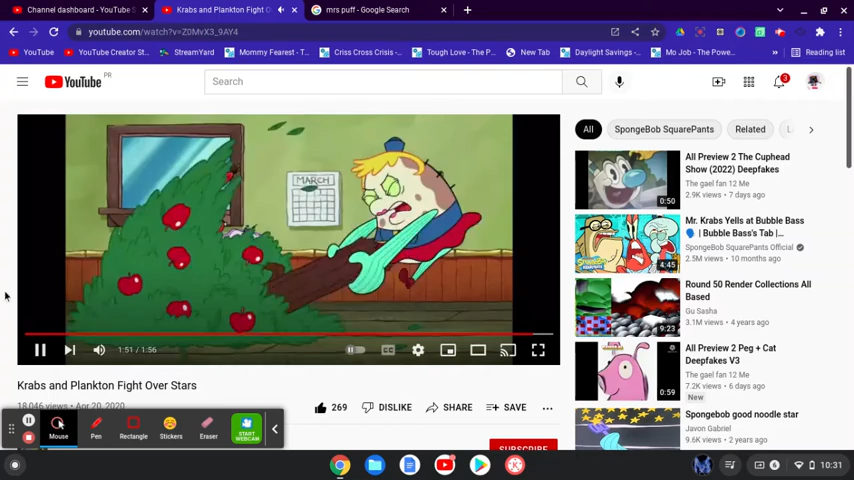 Channel dashboard - YouTube S
Krabs and Plankton Fight O
mrs puff - Google Search
youtube.com/watch?v=Z0MvX3_9AY4
YouTube
YouTube Creator St...
StreamYard
Mommy Fearest - T...
Criss Cross Crisis -...
Tough Love - The P...
New Tab
Daylight Savings -...
Mo Job - The Powe...
»
Reading list
YouTube PR
Search
3
All
SpongeBob SquarePants
Related
MARCH
All Preview 2 The Cuphead
Show (2022) Deepfakes
The gael fan 12 Me
2.9K views • 7 days ago
0:50
Mr. Krabs Yells at Bubble Bass
🗣 | Bubble Bass's Tab |
SpongeBob SquarePants Official
2.5M views • 10 months ago
4:45
Round 50 Render Collections All
Based
Gu Sasha
3.1M views • 4 years ago
9:23
All Preview 2 Peg + Cat
Deepfakes V3
The gael fan 12 Me
7.2K views • 6 days ago
New
0:59
Spongebob good noodle star
Javon Gabriel
9.6K views • 2 years ago
1:51 / 1:56
CC
Krabs and Plankton Fight Over Stars
18,046 views • Apr 20, 2020
269
DISLIKE
SHARE
SAVE
SUBSCRIBE
Mouse
Pen
Rectangle
Stickers
Eraser
START
WEBCAM
6
10:31